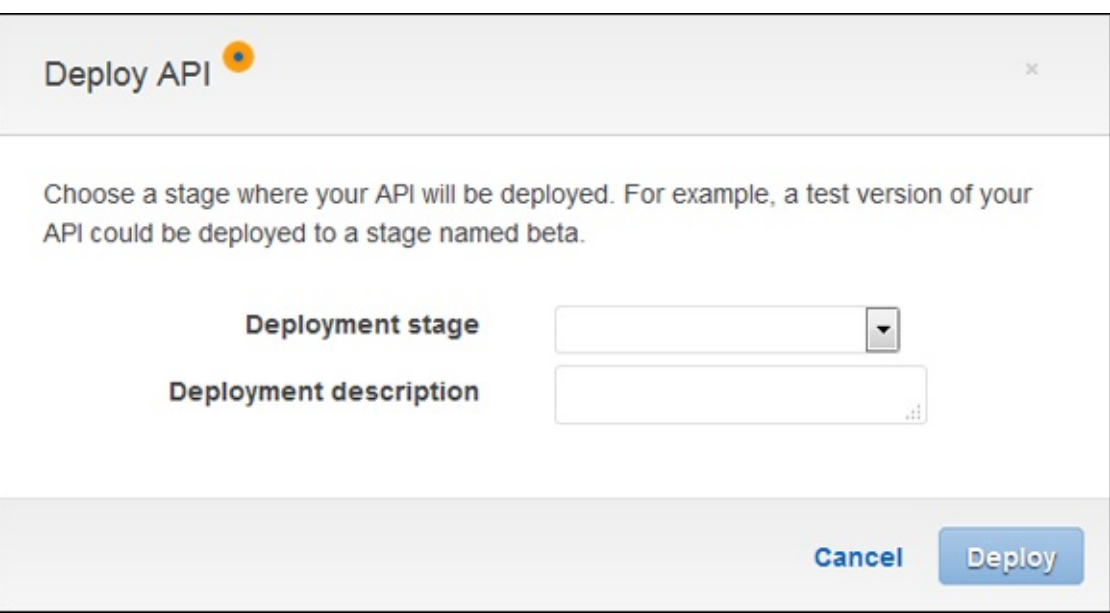 Deploy API
Choose a stage where your API will be deployed. For example, a test version of your
API could be deployed to a stage named beta.
Deployment stage
Deployment description
Cancel
Deploy